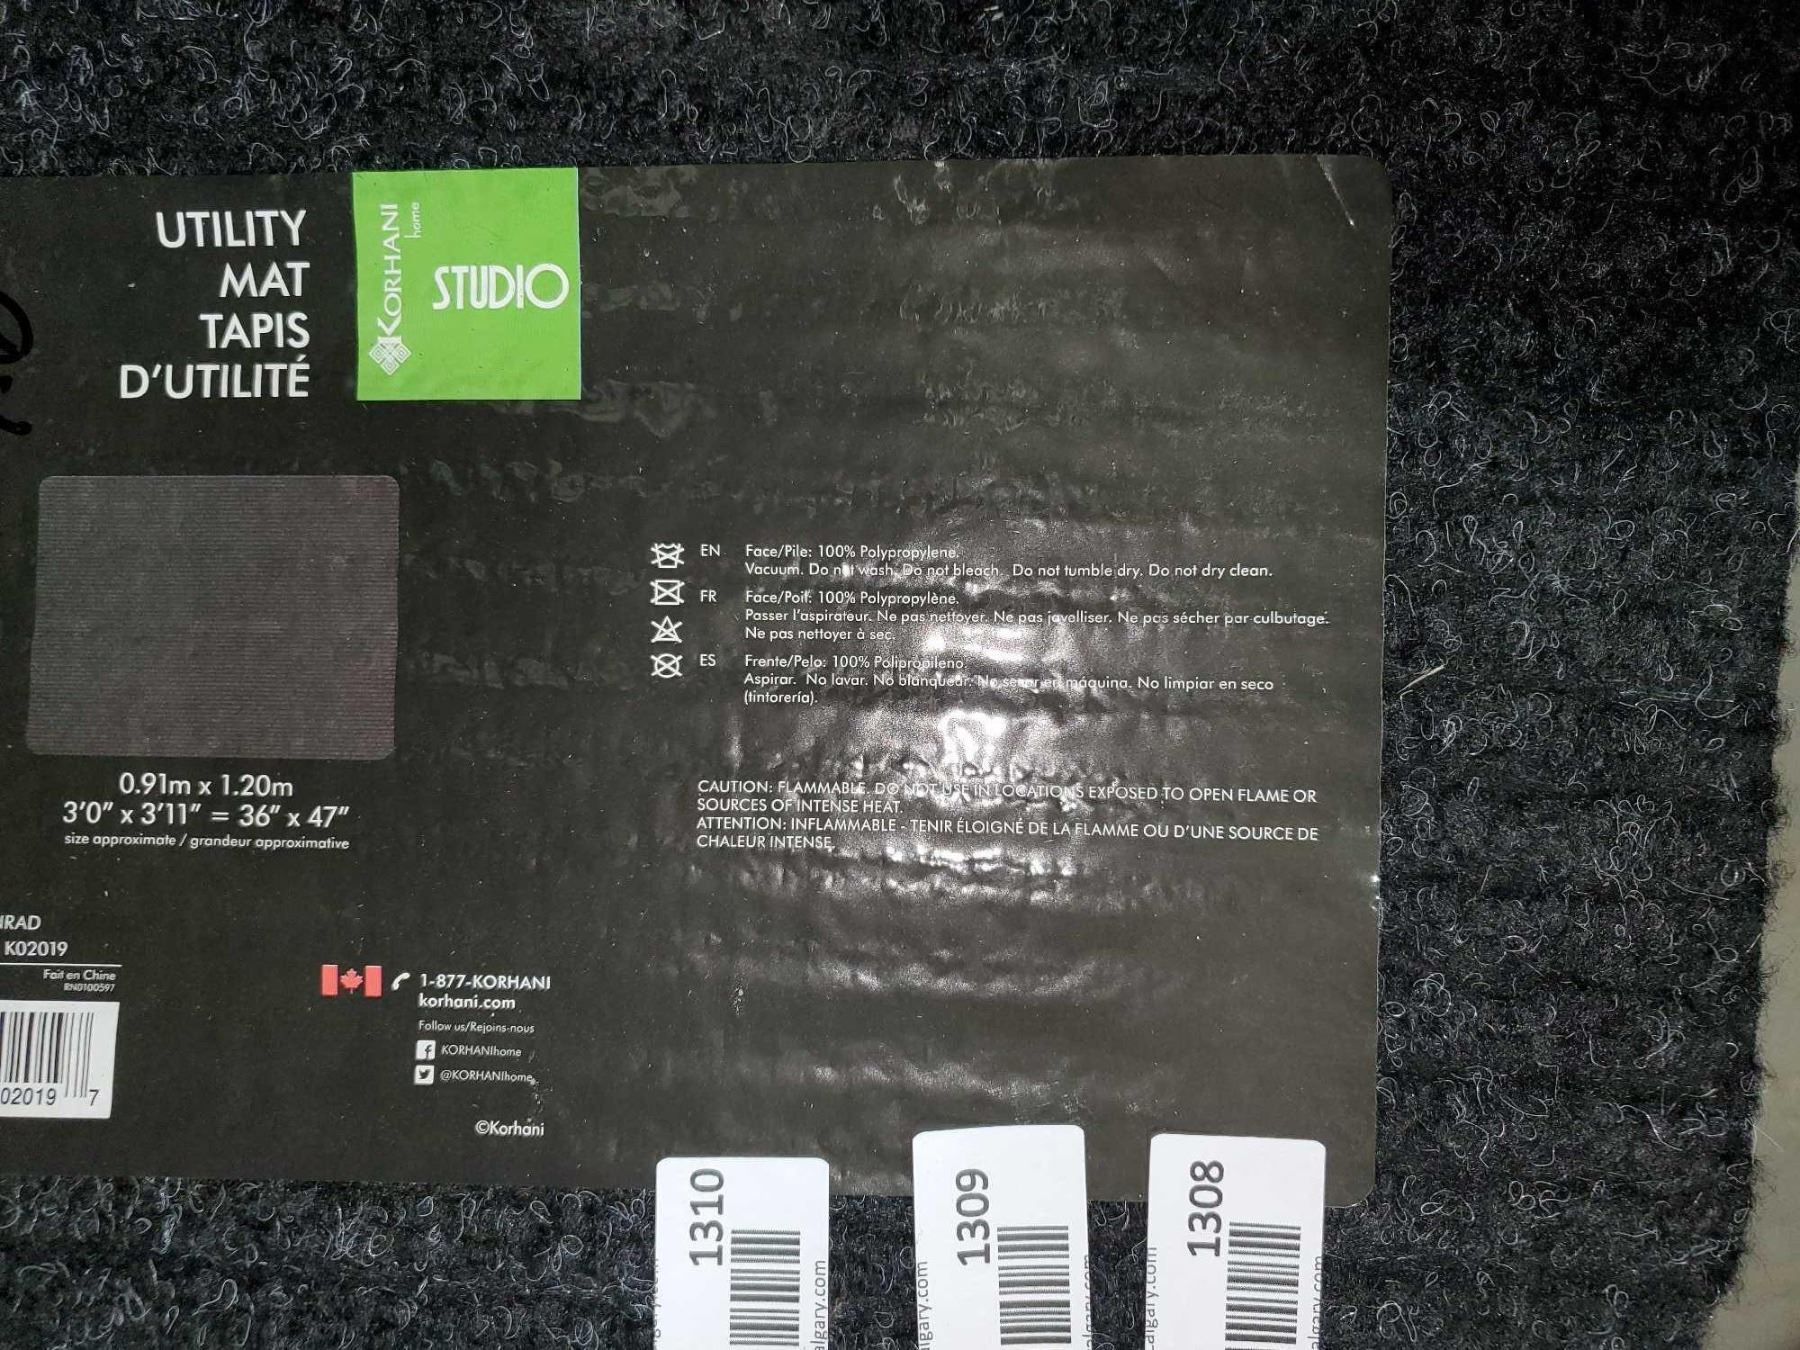 UTILITY
MAT
TAPIS
D'UTILITÉ
KORHANI
home
STUDIO
0.91m x 1.20m
3'0" x 3'11" = 36" x 47"
size approximate / grandeur approximative
EN Face/Pile: 100% Polypropylene.
Vacuum. Do not wash. Do not bleach. Do not tumble dry. Do not dry clean.
FR Face/Poil: 100% Polypropylène.
Passer l'aspirateur. Ne pas nettoyer. Ne pas javelliser. Ne pas sécher par culbutage.
Ne pas nettoyer à sec.
ES Frente/Pelo: 100% Polipropileno.
Aspirar. No lavar. No blanquear. No secar en máquina. No limpiar en seco
(tintorería).
CAUTION: FLAMMABLE. DO NOT USE IN LOCATIONS EXPOSED TO OPEN FLAME OR
SOURCES OF INTENSE HEAT.
ATTENTION: INFLAMMABLE - TENIR ÉLOIGNÉ DE LA FLAMME OU D'UNE SOURCE DE
CHALEUR INTENSE.
K02019
Fait en Chine
RN0100597
02019 7
1-877-KORHANI
korhani.com
Follow us/Rejoins-nous
KORHANIhome
@KORHANIhome
©Korhani
1310
1309
1308